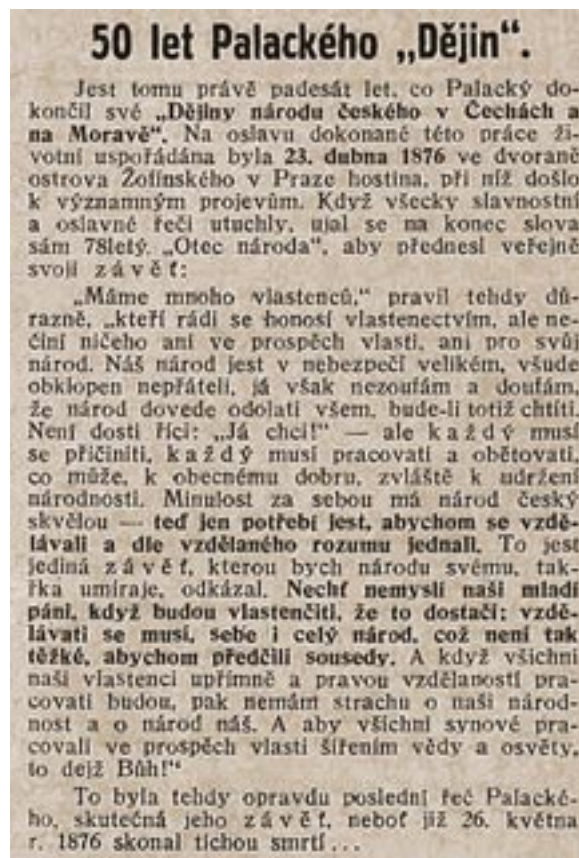 50 let Palackého „Dějin“.
Jest tomu právě padesát let, co Palacký do-
končil své „Dějiny národu českého v Čechách a
na Moravě“. Na oslavu dokonané této práce ži-
votní uspořádána byla 23. dubna 1876 ve dvoraně
ostrova Žofinského v Praze hostina, při níž došlo
k významným projevům. Když všecky slavnostní
a oslavné řeči utuchly, ujal se na konec slova
sám 78letý. „Otec národa“, aby přednesl veřejně
svoji závěť:
„Máme mnoho vlastenců,“ pravil tehdy dů-
razně, „kteří rádi se honosí vlastenectvím, ale ne-
činí ničeho ani ve prospěch vlasti, ani pro svůj
národ. Náš národ jest v nebezpečí velikém, všude
obklopen nepřáteli, já však nezoufám a doufám,
že národ dovede odolati všem, bude-li totiž chtíti.
Není dosti říci: „Já chci!“ — ale každý musí
se přičiniti, každý musí pracovati a obětovati,
co může, k obecnému dobru, zvláště k udržení
národnosti. Minulost za sebou má národ český
skvělou — teď jen potřebí jest, abychom se vzdě-
lávali a dle vzdělaného rozumu jednali. To jest
jediná závěť, kterou bych národu svému, tak-
řka umíraje, odkázal. Nechť nemyslí naši mladí
páni, když budou vlastenčiti, že to dostačí: vzdě-
lávati se musí, sebe i celý národ, což není tak
těžké, abychom předčili sousedy. A když všichni
naši vlastenci upřímně a pravou vzdělaností pra-
covati budou, pak nemám strachu o naši národ-
nost a o národ náš. A aby všichni synové pra-
covali ve prospěch vlasti šířením vědy a osvěty,
to dejž Bůh!“
To byla tehdy opravdu poslední řeč Palacké-
ho, skutečná jeho závěť, neboť již 26. května
r. 1876 skonal tichou smrtí...